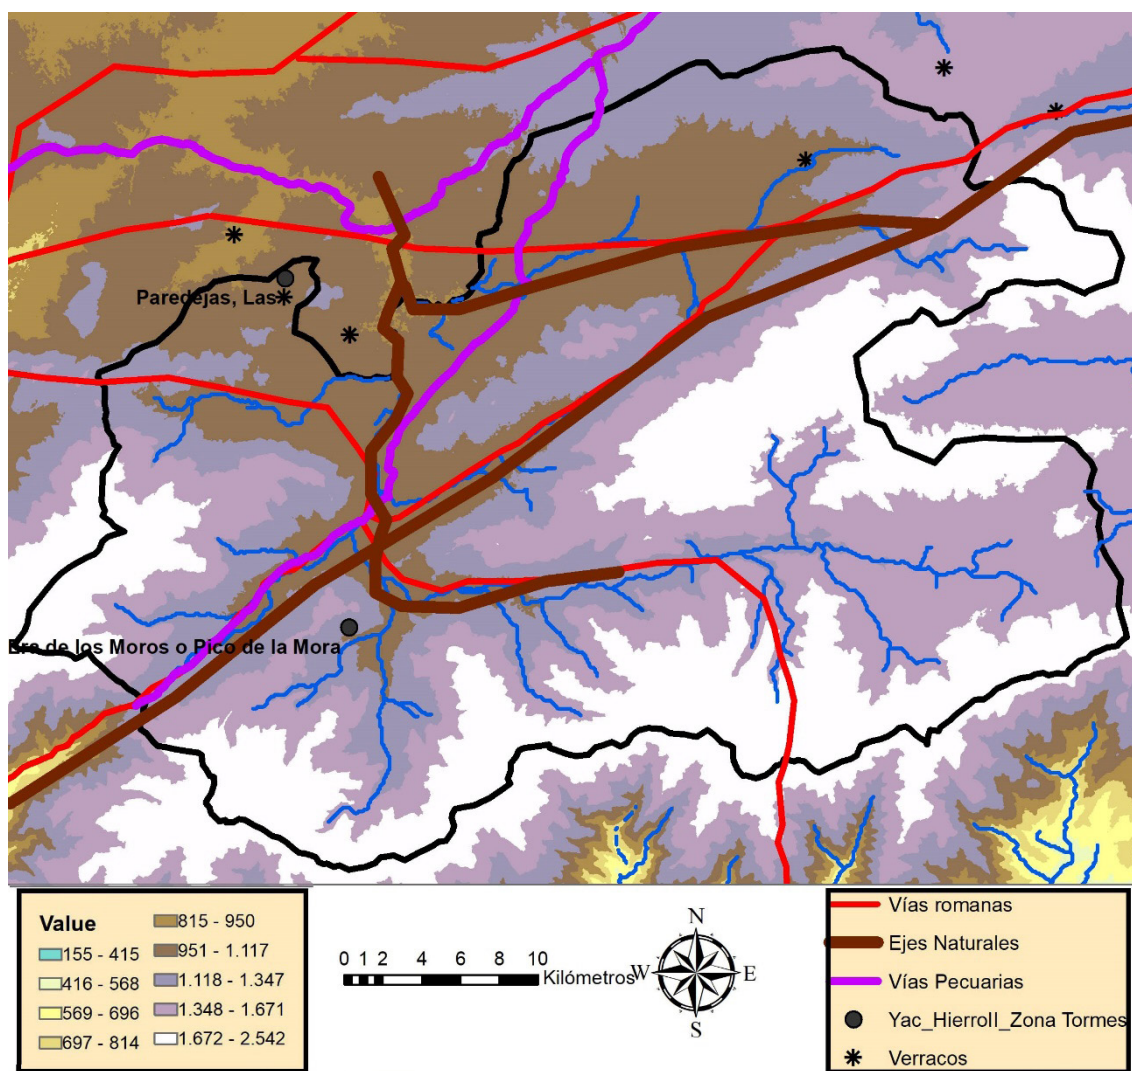 Paredejas, Las
Era de los Moros o Pico de la Mora
Value
155 - 415
416 - 568
569 - 696
697 - 814
815 - 950
951 - 1.117
1.118 - 1.347
1.348 - 1.671
1.672 - 2.542
0 1 2 4 6 8 10
Kilómetros
N
W
E
S
Vías romanas
Ejes Naturales
Vías Pecuarias
Yac_HierroII_Zona Tormes
Verracos